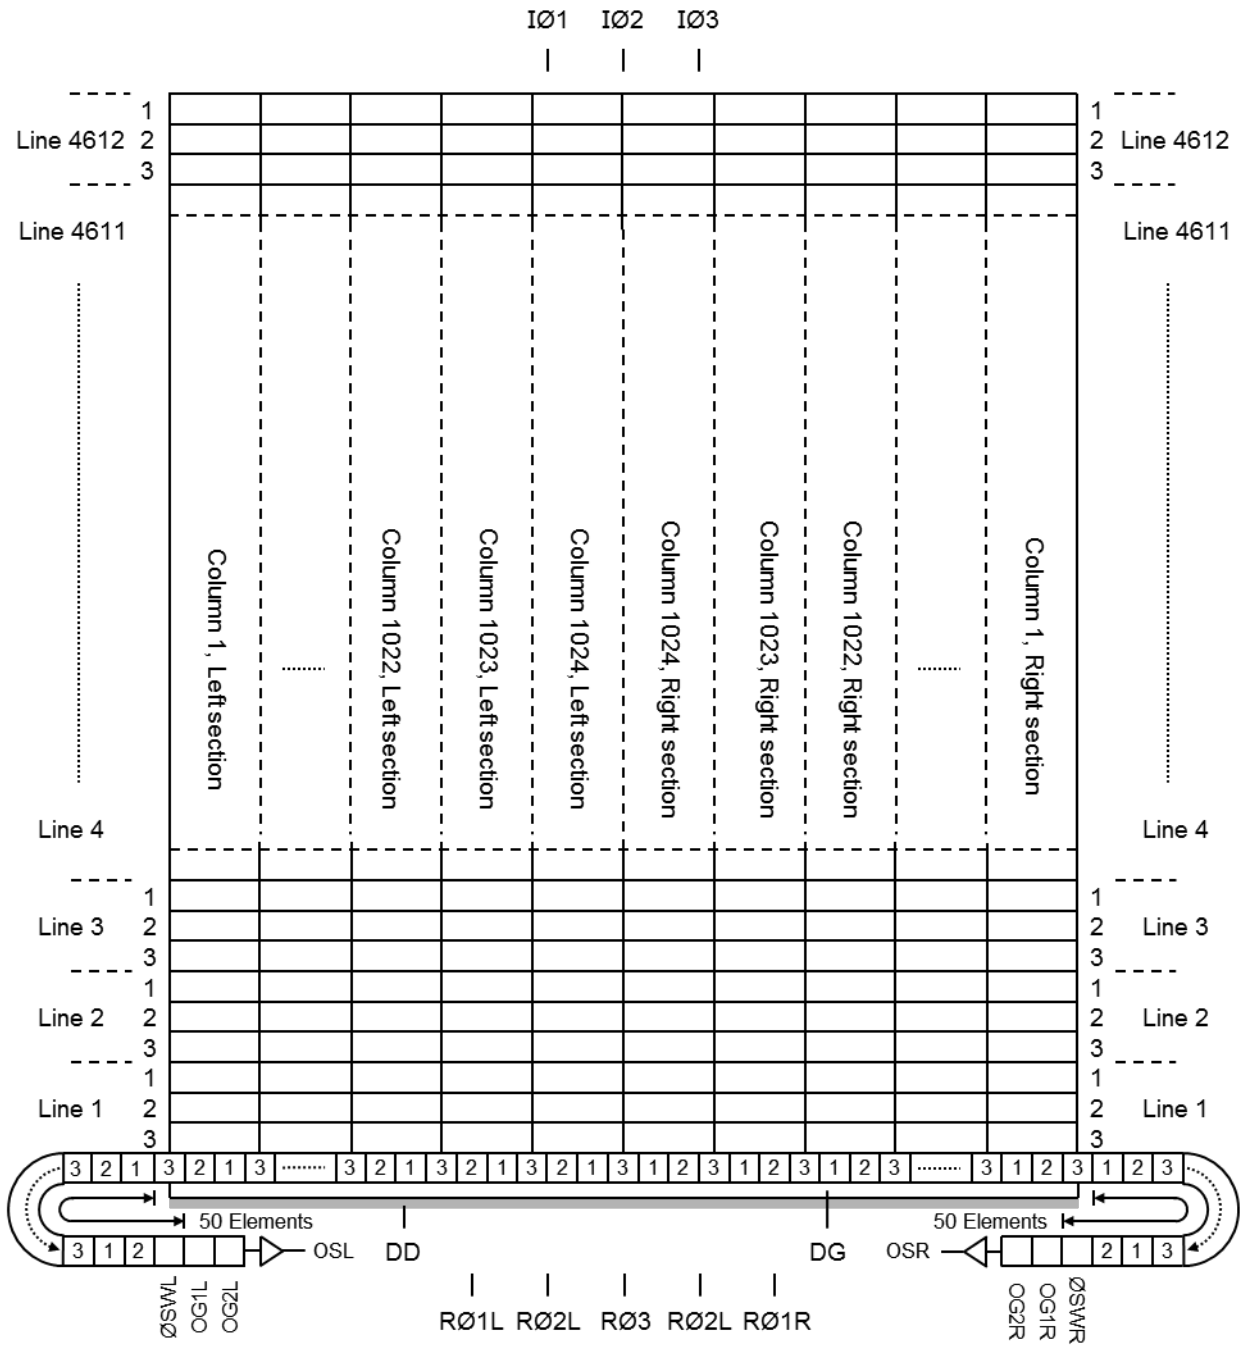 IØ1 IØ2 IØ3
1 1
Line 4612 2 2 Line 4612
3 3
Line 4611 Line 4611
Column 1, Left section
Column 1022, Left section
Column 1023, Left section
Column 1024, Left section
Column 1024, Right section
Column 1023, Right section
Column 1022, Right section
Column 1, Right section
Line 4 Line 4
1 1
Line 3 2 2 Line 3
3 3
1 1
Line 2 2 2 Line 2
3 3
1 1
Line 1 2 2 Line 1
3 3
3 2 1 3 2 1 3 ........ 3 2 1 3 2 1 3 2 1 3 1 2 3 1 2 3 1 2 3 ........ 3 1 2 3 1 2 3
50 Elements 50 Elements
3 1 2 OSL DD DG OSR 2 1 3
ØSWL
OG1L
OG2L
OG2R
OG1R
ØSWR
RØ1L RØ2L RØ3 RØ2L RØ1R